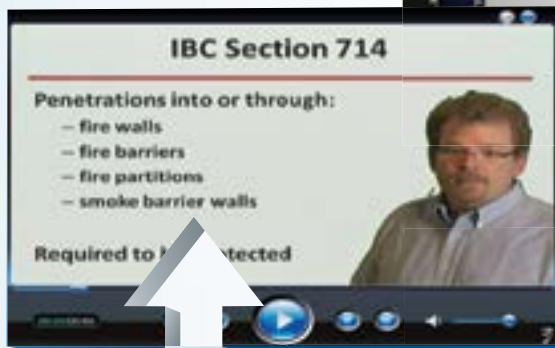 IBC Section 714
Penetrations into or through:
– fire walls
– fire barriers
– fire partitions
– smoke barrier walls
Required to